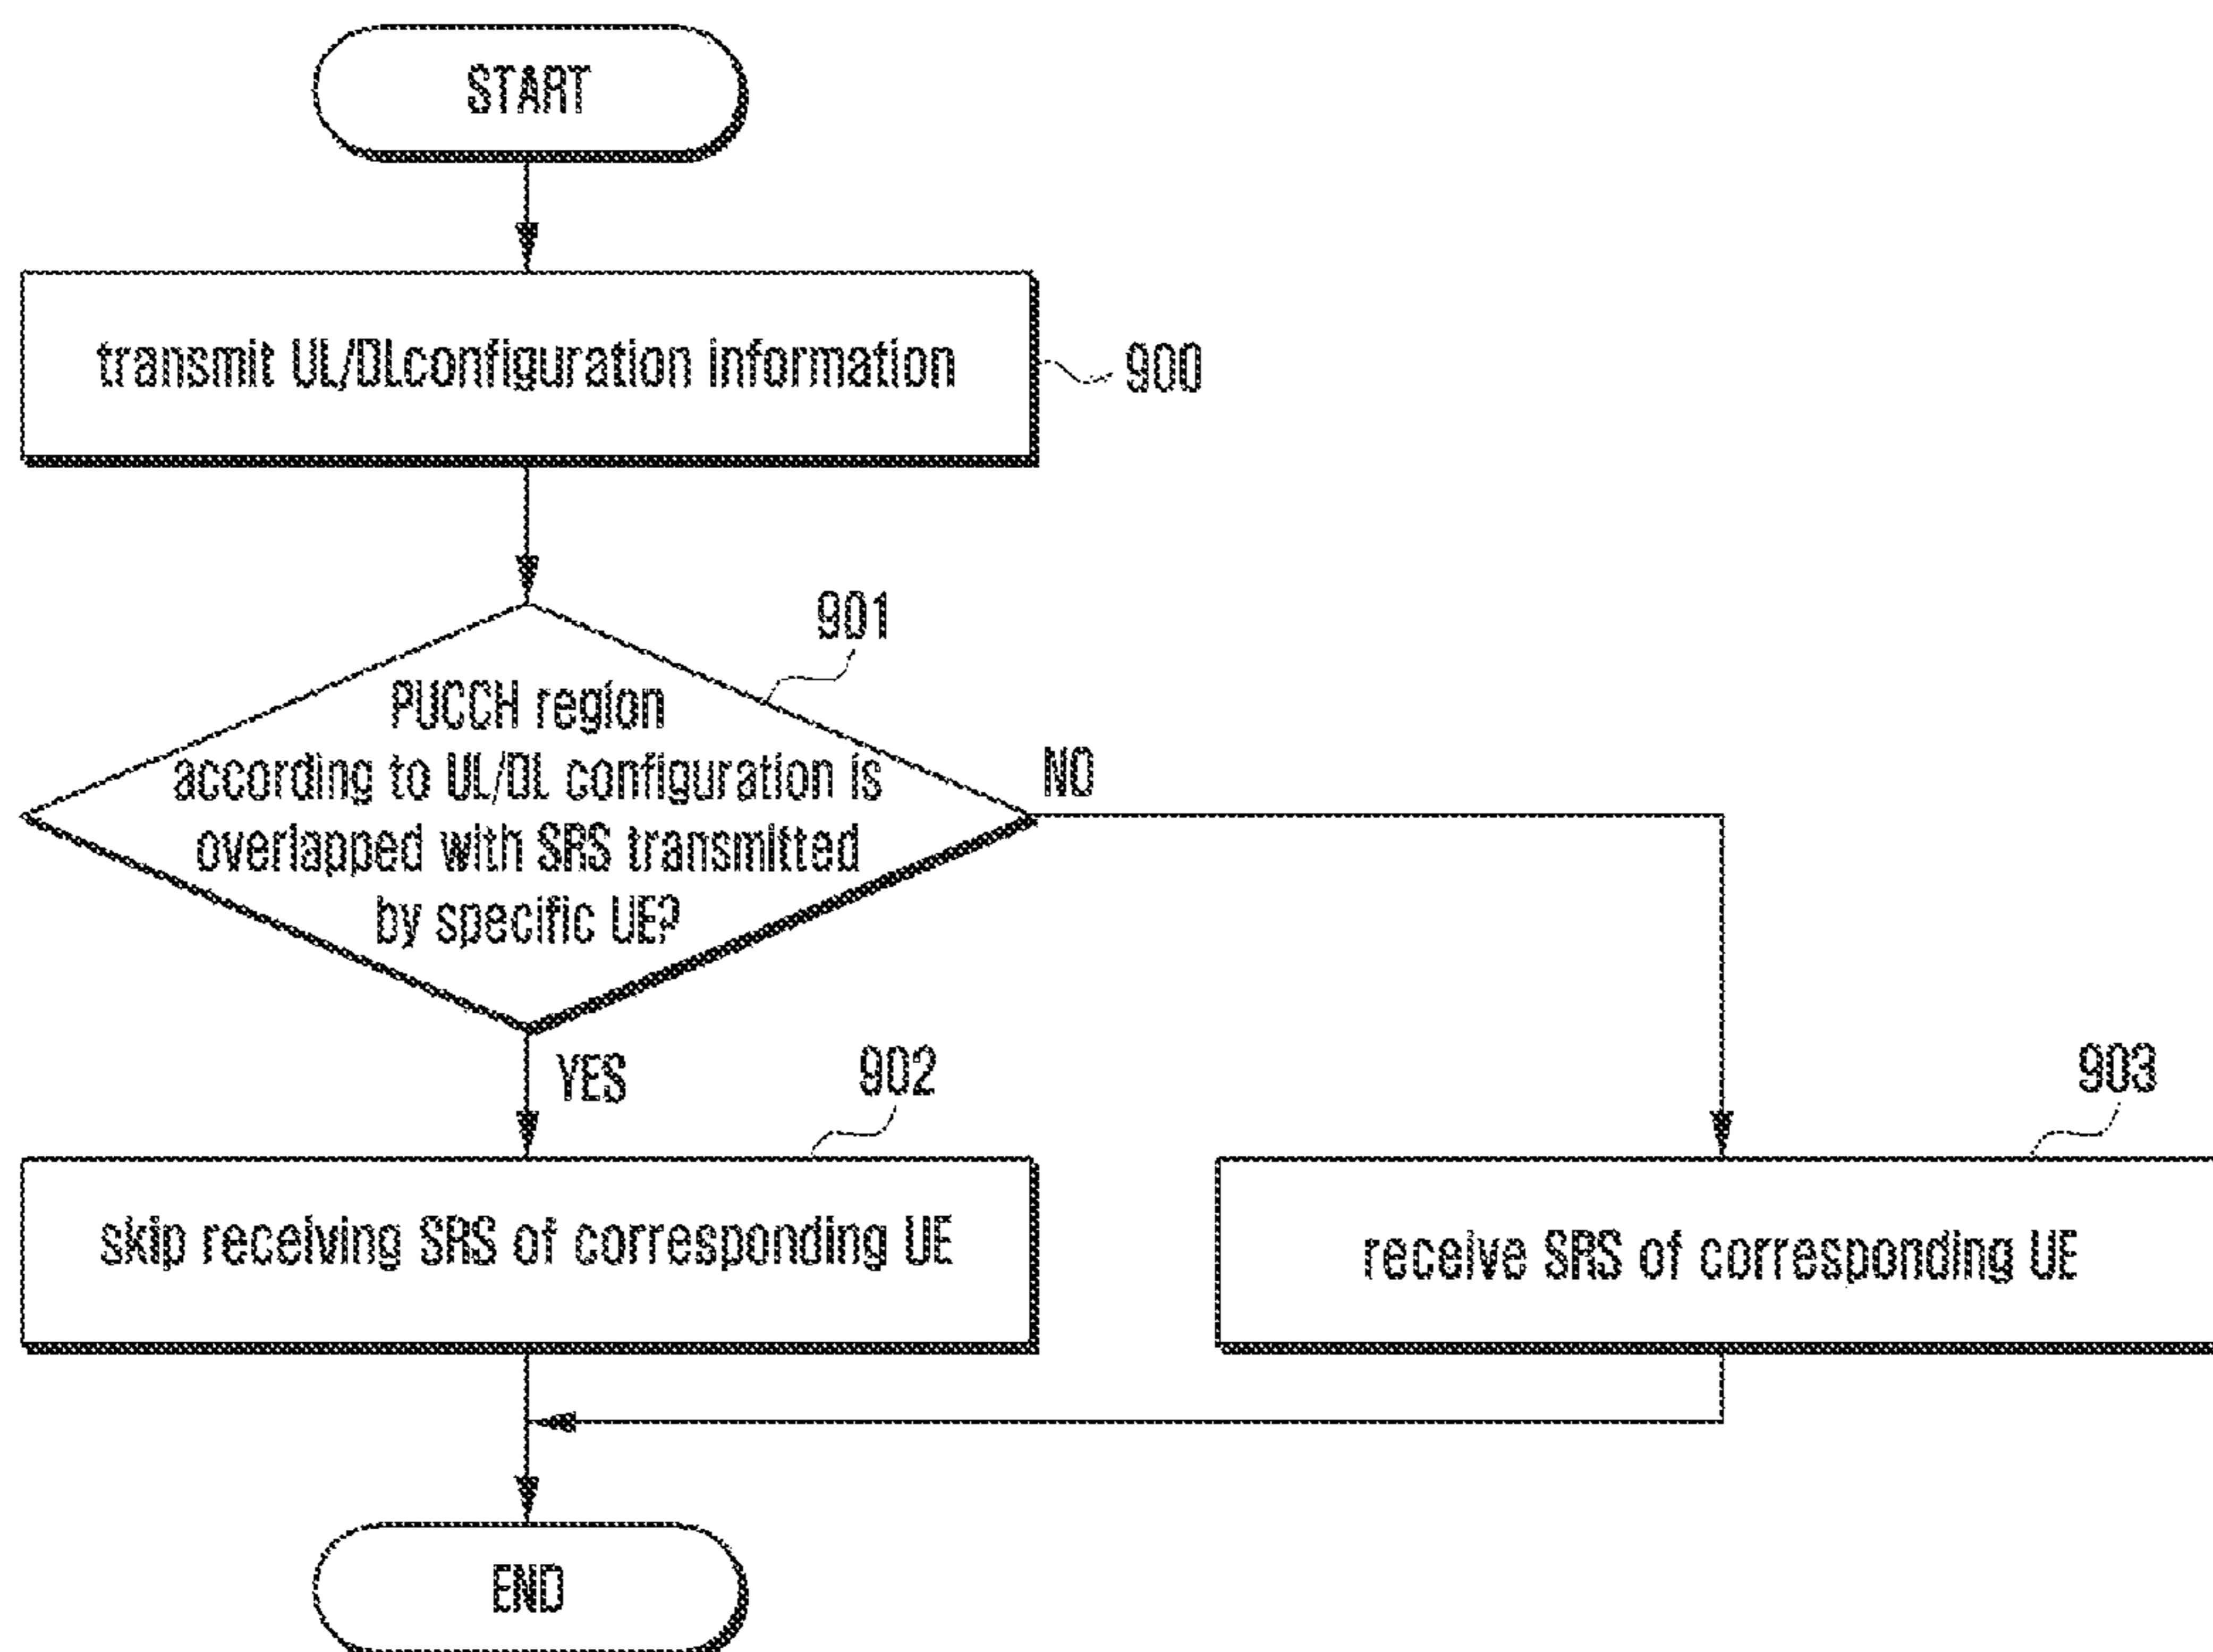 START
transmit UL/DLconfiguration information
900
901
PUCCH region
according to UL/DL configuration is
overlapped with SRS transmitted
by specific UE?
NO
YES
902
903
skip receiving SRS of corresponding UE
receive SRS of corresponding UE
END